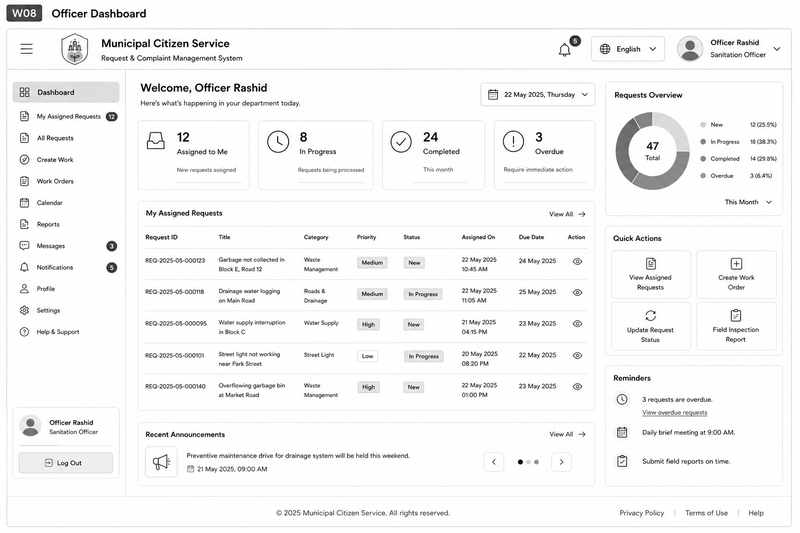 W08 Officer Dashboard
Municipal Citizen Service
Request & Complaint Management System
5
English
Officer Rashid
Sanitation Officer
Dashboard
My Assigned Requests 12
All Requests
Create Work
Work Orders
Calendar
Reports
Messages 3
Notifications 5
Profile
Settings
Help & Support
Officer Rashid
Sanitation Officer
Log Out
Welcome, Officer Rashid
Here's what's happening in your department today.
22 May 2025, Thursday
12
Assigned to Me
New requests assigned
8
In Progress
Requests being processed
24
Completed
This month
3
Overdue
Require immediate action
My Assigned Requests
View All
Request ID Title Category Priority Status Assigned On Due Date Action
REQ-2025-05-000123 Garbage not collected in Block E, Road 12 Waste Management Medium New 22 May 2025 10:45 AM 24 May 2025
REQ-2025-05-000118 Drainage water logging on Main Road Roads & Drainage Medium In Progress 22 May 2025 11:05 AM 25 May 2025
REQ-2025-05-000095 Water supply interruption in Block C Water Supply High New 21 May 2025 04:15 PM 23 May 2025
REQ-2025-05-000101 Street light not working near Park Street Street Light Low In Progress 20 May 2025 08:20 PM 22 May 2025
REQ-2025-05-000140 Overflowing garbage bin at Market Road Waste Management High New 22 May 2025 01:00 PM 23 May 2025
Recent Announcements
View All
Preventive maintenance drive for drainage system will be held this weekend.
21 May 2025, 09:00 AM
Requests Overview
47
Total
New 12 (25.5%)
In Progress 18 (38.3%)
Completed 14 (29.8%)
Overdue 3 (6.4%)
This Month
Quick Actions
View Assigned Requests
Create Work Order
Update Request Status
Field Inspection Report
Reminders
3 requests are overdue.
View overdue requests
Daily brief meeting at 9:00 AM.
Submit field reports on time.
© 2025 Municipal Citizen Service. All rights reserved.
Privacy Policy | Terms of Use | Help